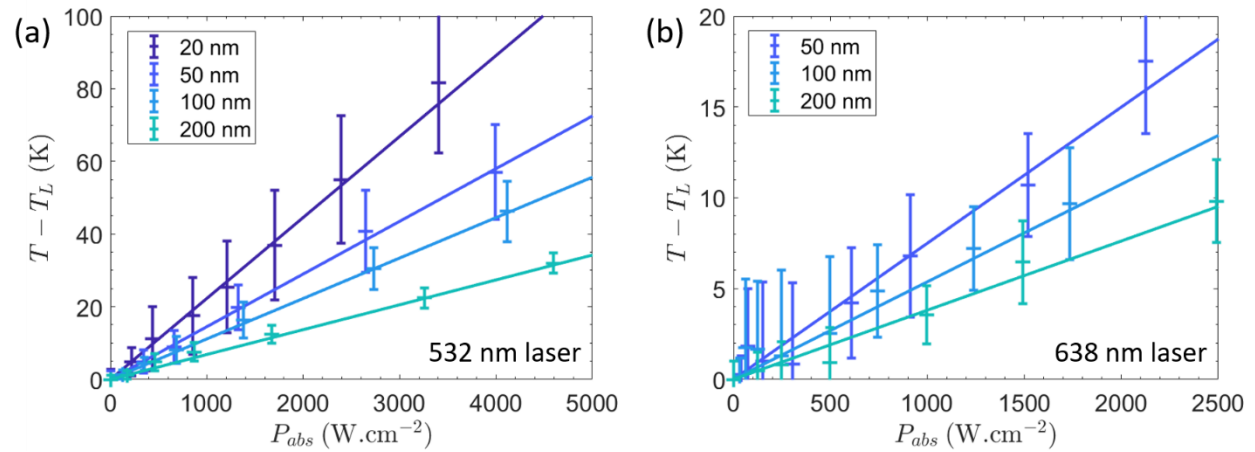 (a)
100
80
60
40
20
0
T − T_L (K)
20 nm
50 nm
100 nm
200 nm
532 nm laser
0 1000 2000 3000 4000 5000
P_abs (W.cm⁻²)
(b)
20
15
10
5
0
T − T_L (K)
50 nm
100 nm
200 nm
638 nm laser
0 500 1000 1500 2000 2500
P_abs (W.cm⁻²)